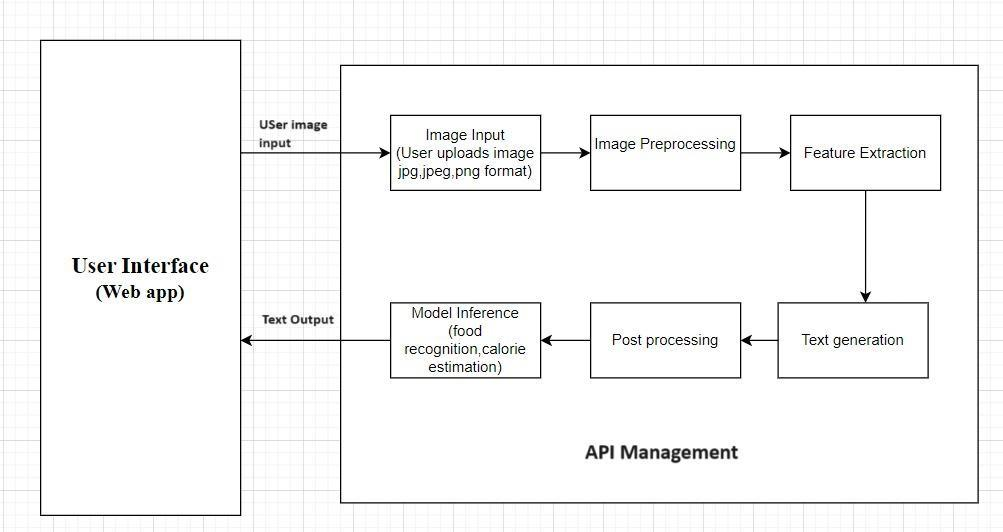 USer image
input
Image Input
(User uploads image
jpg,jpeg,png format)
Image Preprocessing
Feature Extraction
User Interface
(Web app)
Text Output
Model Inference
(food
recognition,calorie
estimation)
Post processing
Text generation
API Management